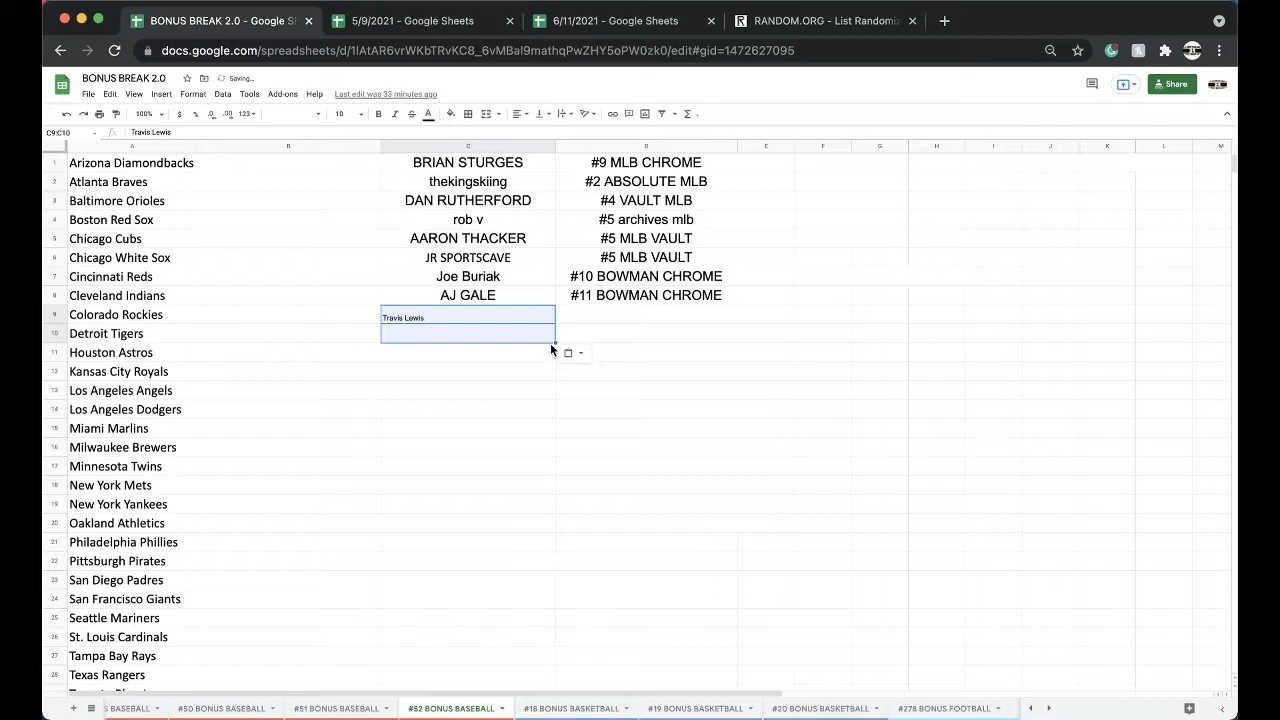 BONUS BREAK 2.0 - Google Sh
5/9/2021 - Google Sheets
6/11/2021 - Google Sheets
RANDOM.ORG - List Randomiz
docs.google.com/spreadsheets/d/1IAtAR6vrWKbTRvKC8_6vMBaI9mathqPwZHY5oPW0zk0/edit#gid=1472627095
BONUS BREAK 2.0
Saving...
File Edit View Insert Format Data Tools Add-ons Help Last edit was 33 minutes ago
Share
100% $ % .0 .00 123 10
C9:C10 Travis Lewis
A B C D E F G H I J K L M
1 Arizona Diamondbacks BRIAN STURGES #9 MLB CHROME
2 Atlanta Braves thekingskiing #2 ABSOLUTE MLB
3 Baltimore Orioles DAN RUTHERFORD #4 VAULT MLB
4 Boston Red Sox rob v #5 archives mlb
5 Chicago Cubs AARON THACKER #5 MLB VAULT
6 Chicago White Sox JR SPORTSCAVE #5 MLB VAULT
7 Cincinnati Reds Joe Buriak #10 BOWMAN CHROME
8 Cleveland Indians AJ GALE #11 BOWMAN CHROME
9 Colorado Rockies Travis Lewis
10 Detroit Tigers
11 Houston Astros
12 Kansas City Royals
13 Los Angeles Angels
14 Los Angeles Dodgers
15 Miami Marlins
16 Milwaukee Brewers
17 Minnesota Twins
18 New York Mets
19 New York Yankees
20 Oakland Athletics
21 Philadelphia Phillies
22 Pittsburgh Pirates
23 San Diego Padres
24 San Francisco Giants
25 Seattle Mariners
26 St. Louis Cardinals
27 Tampa Bay Rays
28 Texas Rangers
BASEBALL #50 BONUS BASEBALL #51 BONUS BASEBALL #52 BONUS BASEBALL #18 BONUS BASKETBALL #19 BONUS BASKETBALL #20 BONUS BASKETBALL #278 BONUS FOOTBALL